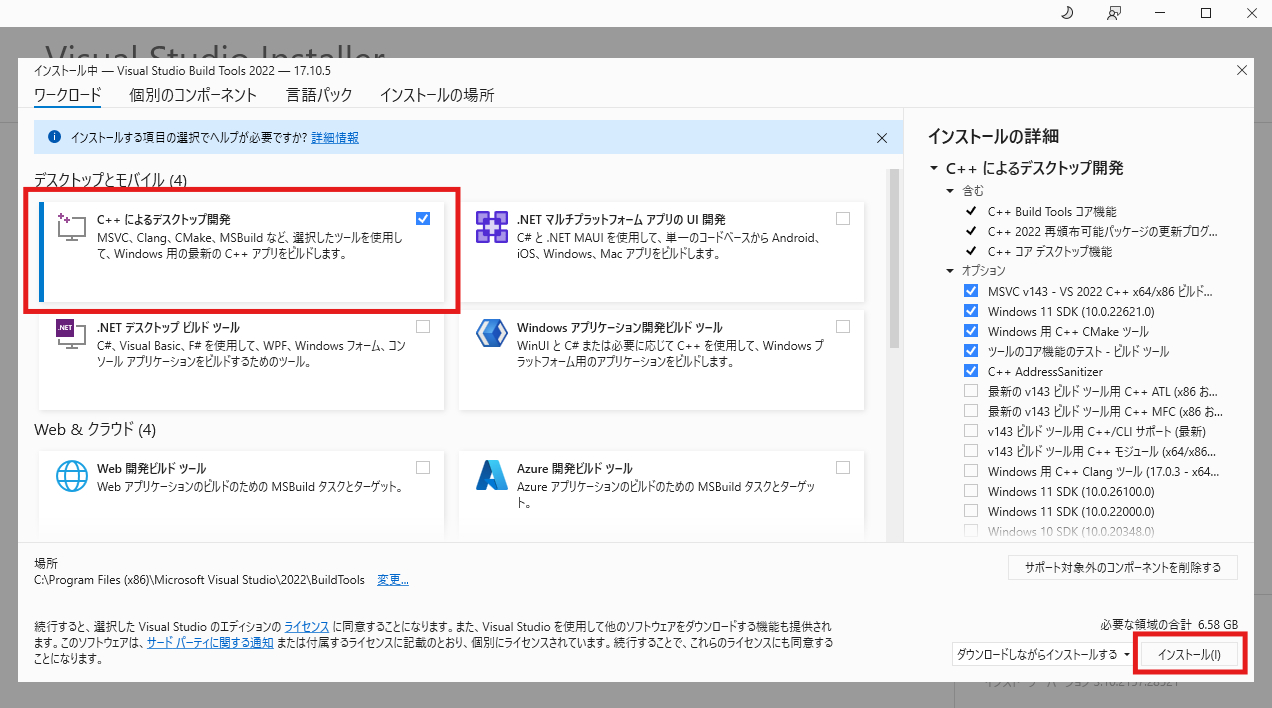 Visual Studio Installer
インストール中 — Visual Studio Build Tools 2022 — 17.10.5
ワークロード 個別のコンポーネント 言語パック インストールの場所
インストールする項目の選択でヘルプが必要ですか? 詳細情報
デスクトップとモバイル (4)
C++ によるデスクトップ開発
MSVC、Clang、CMake、MSBuild など、選択したツールを使用し
て、Windows 用の最新の C++ アプリをビルドします。
.NET マルチプラットフォーム アプリの UI 開発
C# と .NET MAUI を使用して、単一のコードベースから Android、
iOS、Windows、Mac アプリをビルドします。
.NET
.NET デスクトップ ビルド ツール
C#、Visual Basic、F# を使用して、WPF、Windows フォーム、コン
ソール アプリケーションをビルドするためのツール。
Windows アプリケーション開発ビルド ツール
WinUI と C# または必要に応じて C++ を使用して、Windows プ
ラットフォーム用のアプリケーションをビルドします。
Web & クラウド (4)
Web 開発ビルド ツール
Web アプリケーションのビルドのための MSBuild タスクとターゲット。
Azure 開発ビルド ツール
Azure アプリケーションのビルドのための MSBuild タスクとターゲッ
ト。
インストールの詳細
C++ によるデスクトップ開発
含む
C++ Build Tools コア機能
C++ 2022 再頒布可能パッケージの更新プログ...
C++ コア デスクトップ機能
オプション
MSVC v143 - VS 2022 C++ x64/x86 ビルド...
Windows 11 SDK (10.0.22621.0)
Windows 用 C++ CMake ツール
ツールのコア機能のテスト - ビルド ツール
C++ AddressSanitizer
最新の v143 ビルド ツール用 C++ ATL (x86 お...
最新の v143 ビルド ツール用 C++ MFC (x86 お...
v143 ビルド ツール用 C++/CLI サポート (最新)
v143 ビルド ツール用 C++ モジュール (x64/x86...
Windows 用 C++ Clang ツール (17.0.3 - x64...
Windows 11 SDK (10.0.26100.0)
Windows 11 SDK (10.0.22000.0)
Windows 10 SDK (10.0.20348.0)
場所
C:\Program Files (x86)\Microsoft Visual Studio\2022\BuildTools 変更...
サポート対象外のコンポーネントを削除する
続行すると、選択した Visual Studio のエディションの ライセンス に同意することになります。また、Visual Studio を使用して他のソフトウェアをダウンロードする機能も提供され
ます。このソフトウェアは、サード パーティに関する通知 または付属するライセンスに記載のとおり、個別にライセンスされています。続行することで、これらのライセンスにも同意する
ことになります。
必要な領域の合計 6.58 GB
ダウンロードしながらインストールする インストール(I)